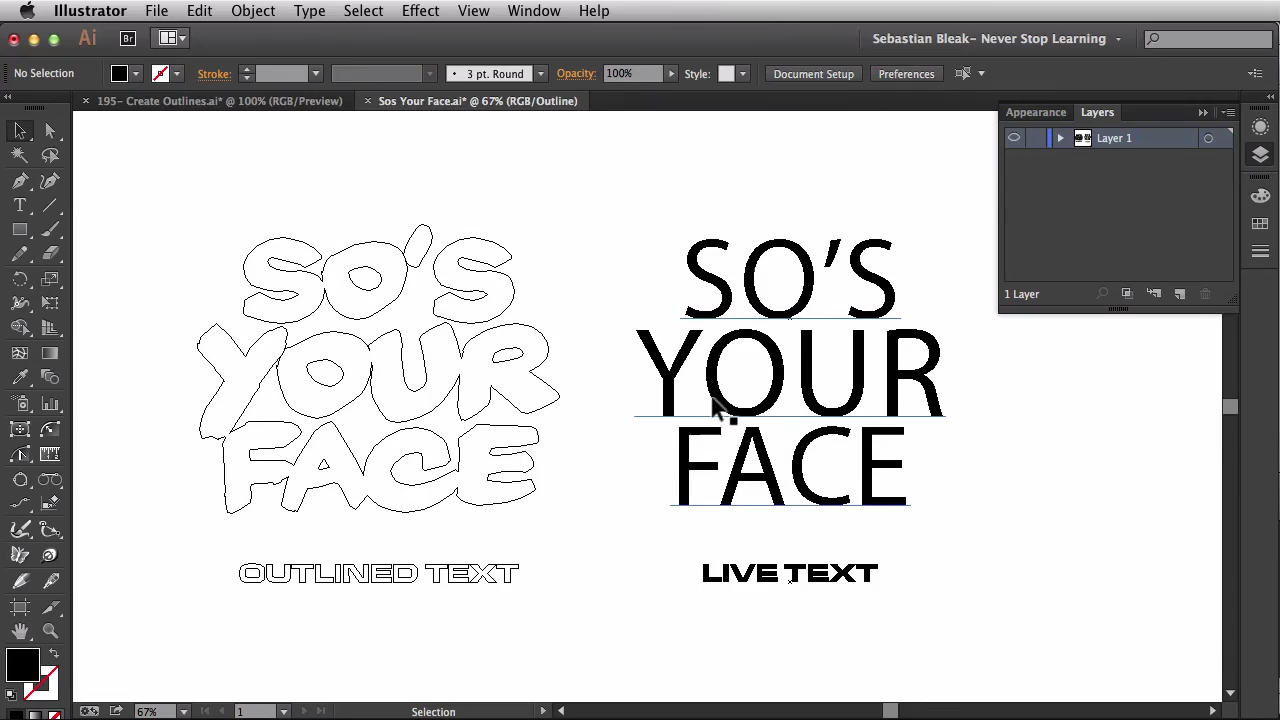 Illustrator File Edit Object Type Select Effect View Window Help
Ai Br Sebastian Bleak- Never Stop Learning
No Selection Stroke: 3 pt. Round Opacity: 100% Style: Document Setup Preferences
195- Create Outlines.ai* @ 100% (RGB/Preview) Sos Your Face.ai* @ 67% (RGB/Outline)
Appearance Layers
Layer 1
1 Layer
SO'S
YOUR
FACE
OUTLINED TEXT
SO’S
YOUR
FACE
LIVE TEXT
67% 1 Selection